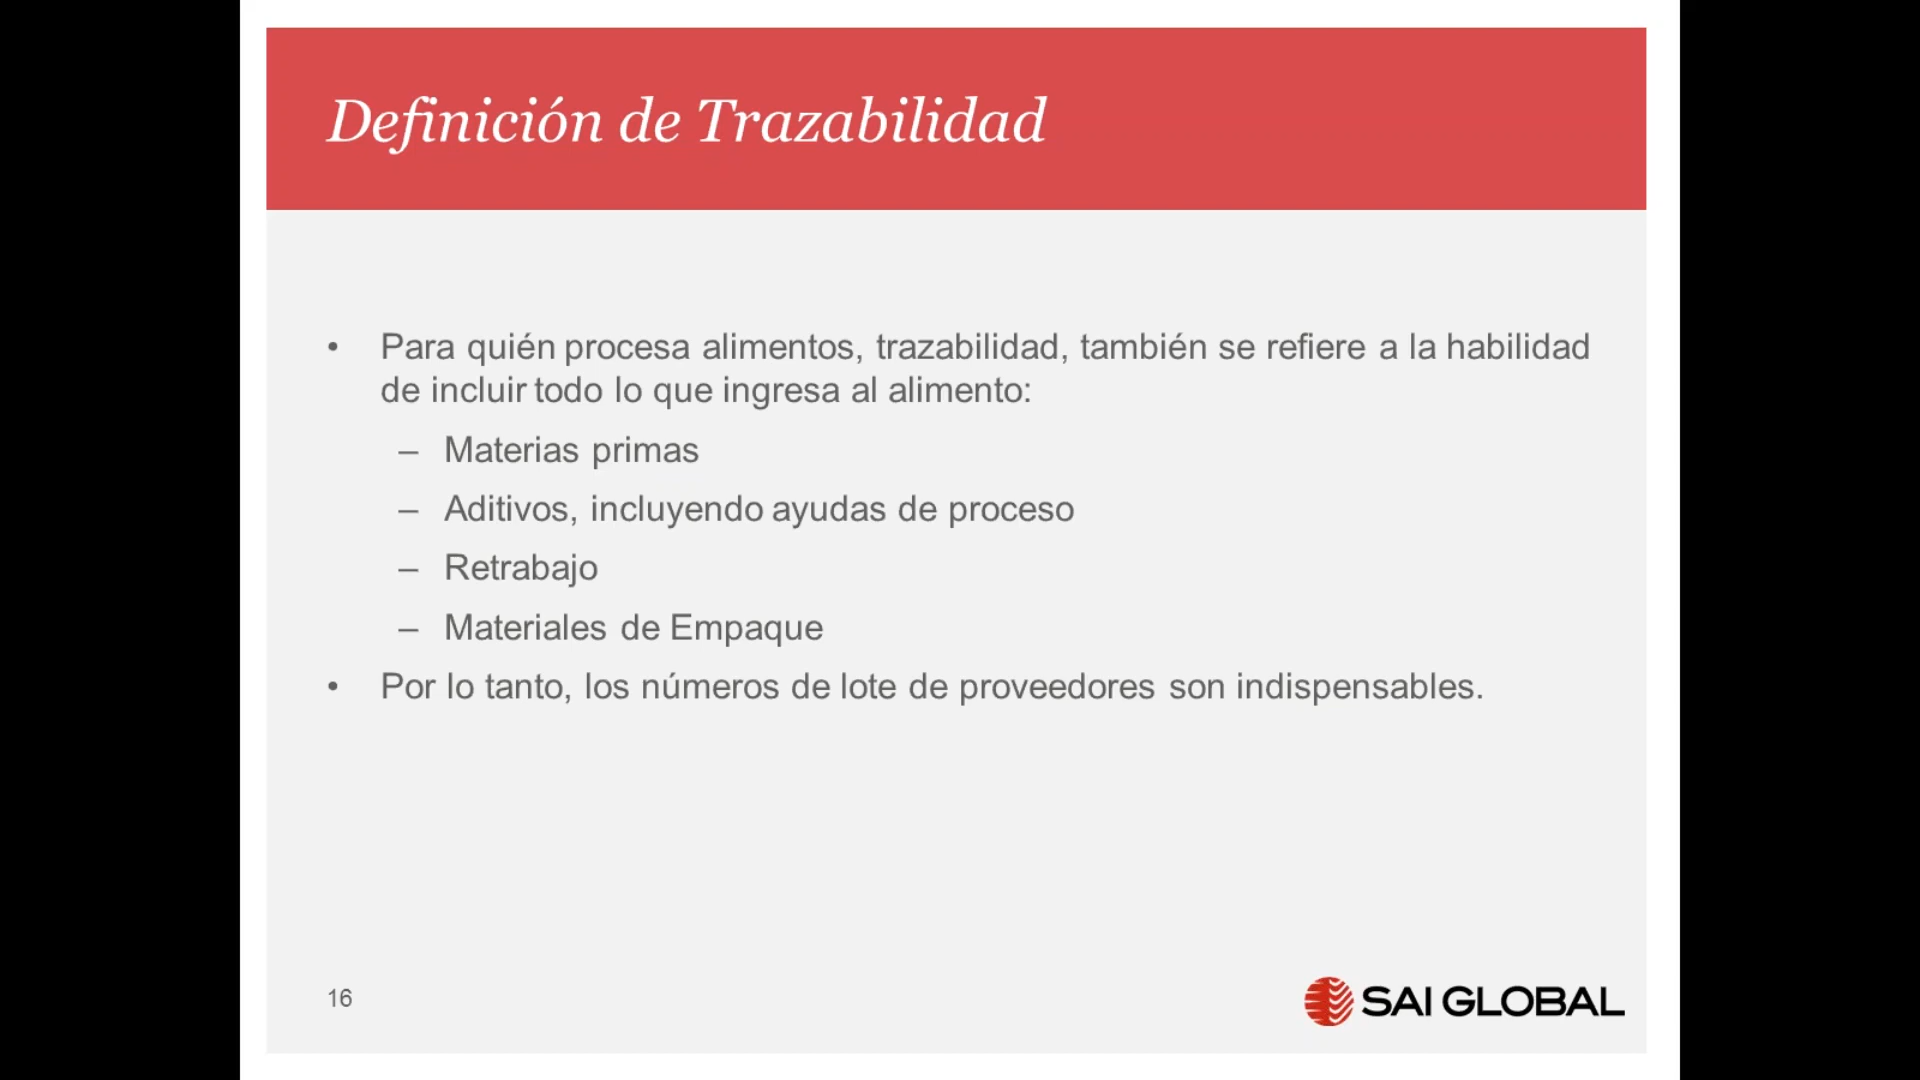 Definición de Trazabilidad
• Para quién procesa alimentos, trazabilidad, también se refiere a la habilidad
de incluir todo lo que ingresa al alimento:
– Materias primas
– Aditivos, incluyendo ayudas de proceso
– Retrabajo
– Materiales de Empaque
• Por lo tanto, los números de lote de proveedores son indispensables.
16
SAI GLOBAL